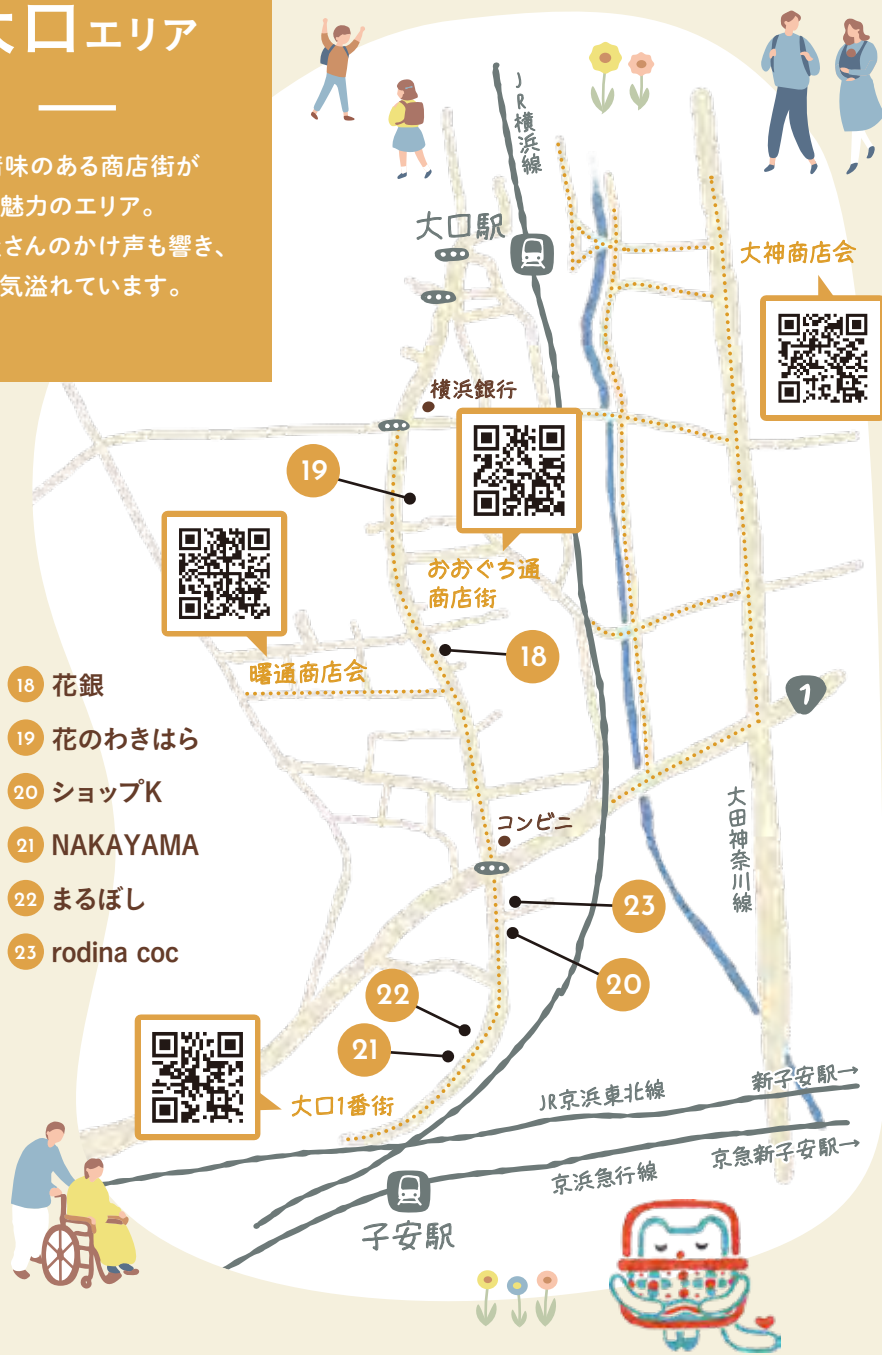 大口エリア
情味のある商店街が
魅力のエリア。
さんのかけ声も響き、
気溢れています。
JR横浜線
大口駅
大神商店会
横浜銀行
19
おおぐち通
商店街
18
曙通商店会
1
18 花銀
19 花のわきはら
20 ショップK
21 NAKAYAMA
22 まるぼし
23 rodina coc
コンビニ
大田神奈川線
23
20
22
21
大口1番街
JR京浜東北線
新子安駅→
京浜急行線
京急新子安駅→
子安駅